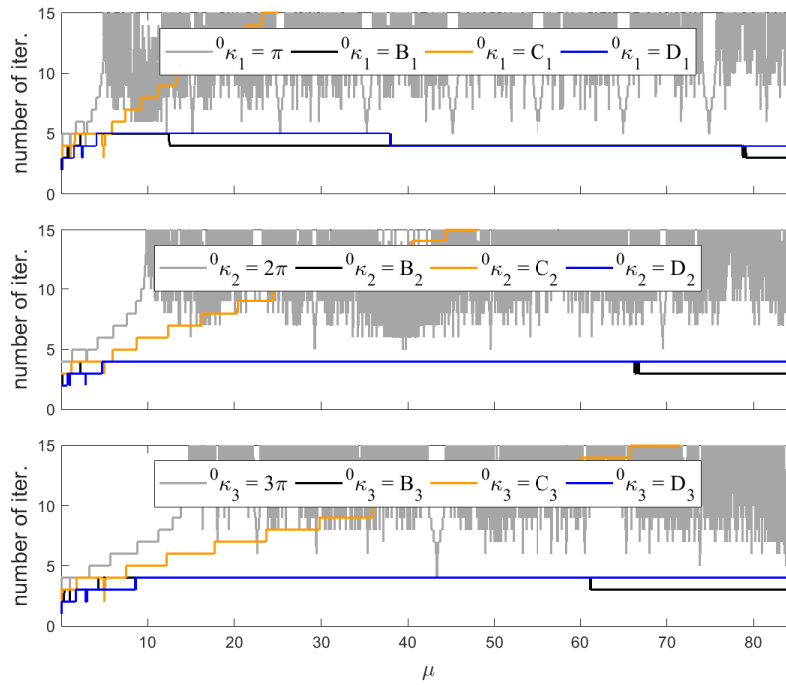 15
10
5
0
number of iter.
⁰κ₁ = π ⁰κ₁ = B₁ ⁰κ₁ = C₁ ⁰κ₁ = D₁
15
10
5
0
number of iter.
⁰κ₂ = 2π ⁰κ₂ = B₂ ⁰κ₂ = C₂ ⁰κ₂ = D₂
15
10
5
0
number of iter.
⁰κ₃ = 3π ⁰κ₃ = B₃ ⁰κ₃ = C₃ ⁰κ₃ = D₃
10 20 30 40 50 60 70 80
μ